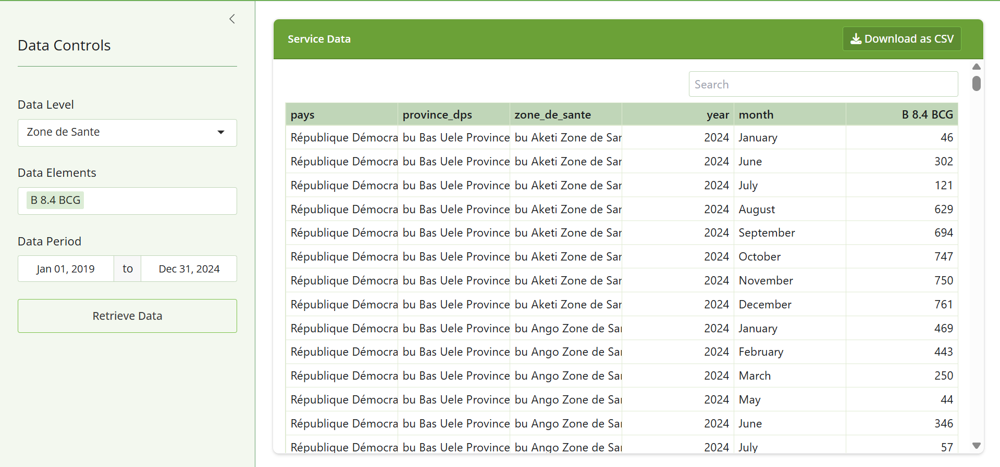 Data Controls
Data Level
Zone de Sante
Data Elements
B 8.4 BCG
Data Period
Jan 01, 2019 to Dec 31, 2024
Retrieve Data
Service Data
Download as CSV
Search
pays province_dps zone_de_sante year month B 8.4 BCG
République Démocra bu Bas Uele Province bu Aketi Zone de Sar 2024 January 46
République Démocra bu Bas Uele Province bu Aketi Zone de Sar 2024 June 302
République Démocra bu Bas Uele Province bu Aketi Zone de Sar 2024 July 121
République Démocra bu Bas Uele Province bu Aketi Zone de Sar 2024 August 629
République Démocra bu Bas Uele Province bu Aketi Zone de Sar 2024 September 694
République Démocra bu Bas Uele Province bu Aketi Zone de Sar 2024 October 747
République Démocra bu Bas Uele Province bu Aketi Zone de Sar 2024 November 750
République Démocra bu Bas Uele Province bu Aketi Zone de Sar 2024 December 761
République Démocra bu Bas Uele Province bu Ango Zone de Sa 2024 January 469
République Démocra bu Bas Uele Province bu Ango Zone de Sa 2024 February 443
République Démocra bu Bas Uele Province bu Ango Zone de Sa 2024 March 250
République Démocra bu Bas Uele Province bu Ango Zone de Sa 2024 May 44
République Démocra bu Bas Uele Province bu Ango Zone de Sa 2024 June 346
République Démocra bu Bas Uele Province bu Ango Zone de Sa 2024 July 57